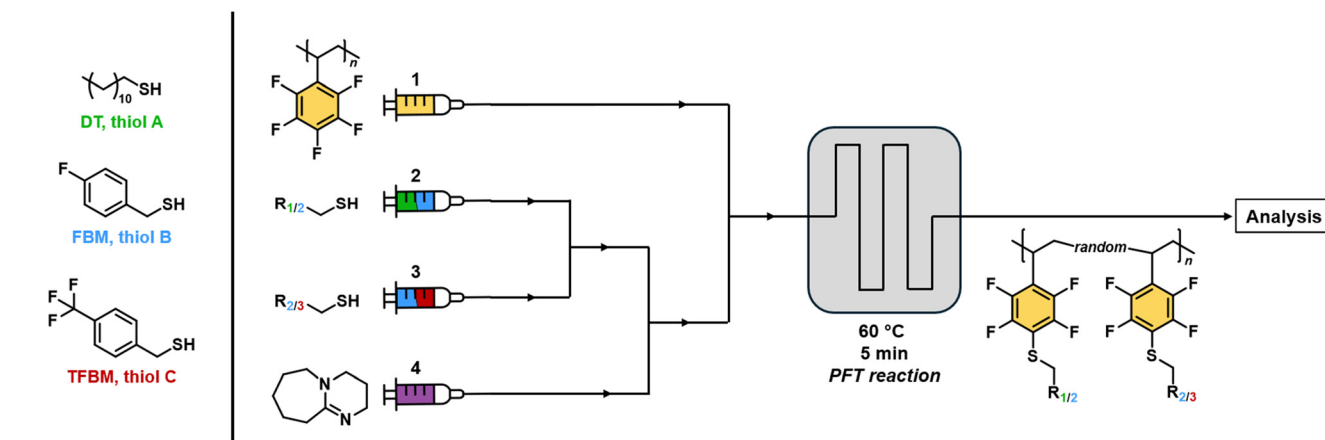 SH
10
DT, thiol A
F
SH
FBM, thiol B
F
F
F
SH
TFBM, thiol C
n
F
F
F
F
F
1
2
R1/2
SH
3
R2/3
SH
4
N
N
60 °C
5 min
PFT reaction
Analysis
random
n
F
F
F
F
F
F
F
F
S
S
R1/2
R2/3